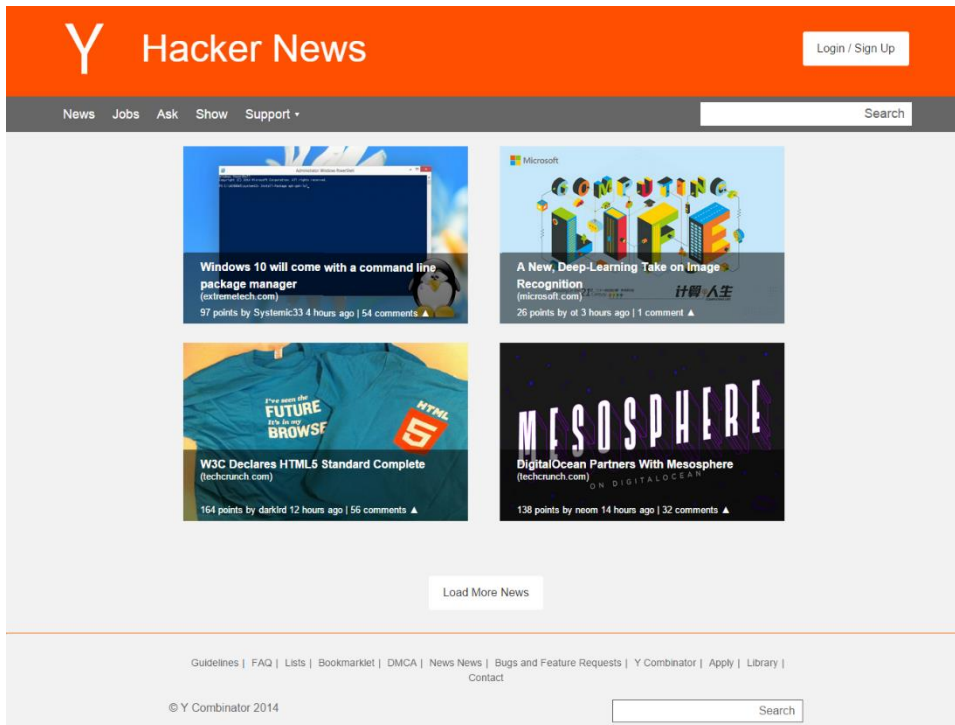 Y Hacker News
Login / Sign Up
News Jobs Ask Show Support ▾
Search
Administrator: Windows PowerShell
Microsoft
COMPUTING
LIFE
Windows 10 will come with a command line
package manager
(extremetech.com)
97 points by Systemic33 4 hours ago | 54 comments ▲
A New, Deep-Learning Take on Image
Recognition
(microsoft.com)
21
计算 人生
26 points by ot 3 hours ago | 1 comment ▲
I've seen the
FUTURE
It's in my
BROWSE
HTML
5
W3C Declares HTML5 Standard Complete
(techcrunch.com)
164 points by darklrd 12 hours ago | 56 comments ▲
MESOSPHERE
DigitalOcean Partners With Mesosphere
(techcrunch.com)
ON DIGITALOCEAN
138 points by neom 14 hours ago | 32 comments ▲
Load More News
Guidelines | FAQ | Lists | Bookmarklet | DMCA | News News | Bugs and Feature Requests | Y Combinator | Apply | Library |
Contact
© Y Combinator 2014
Search